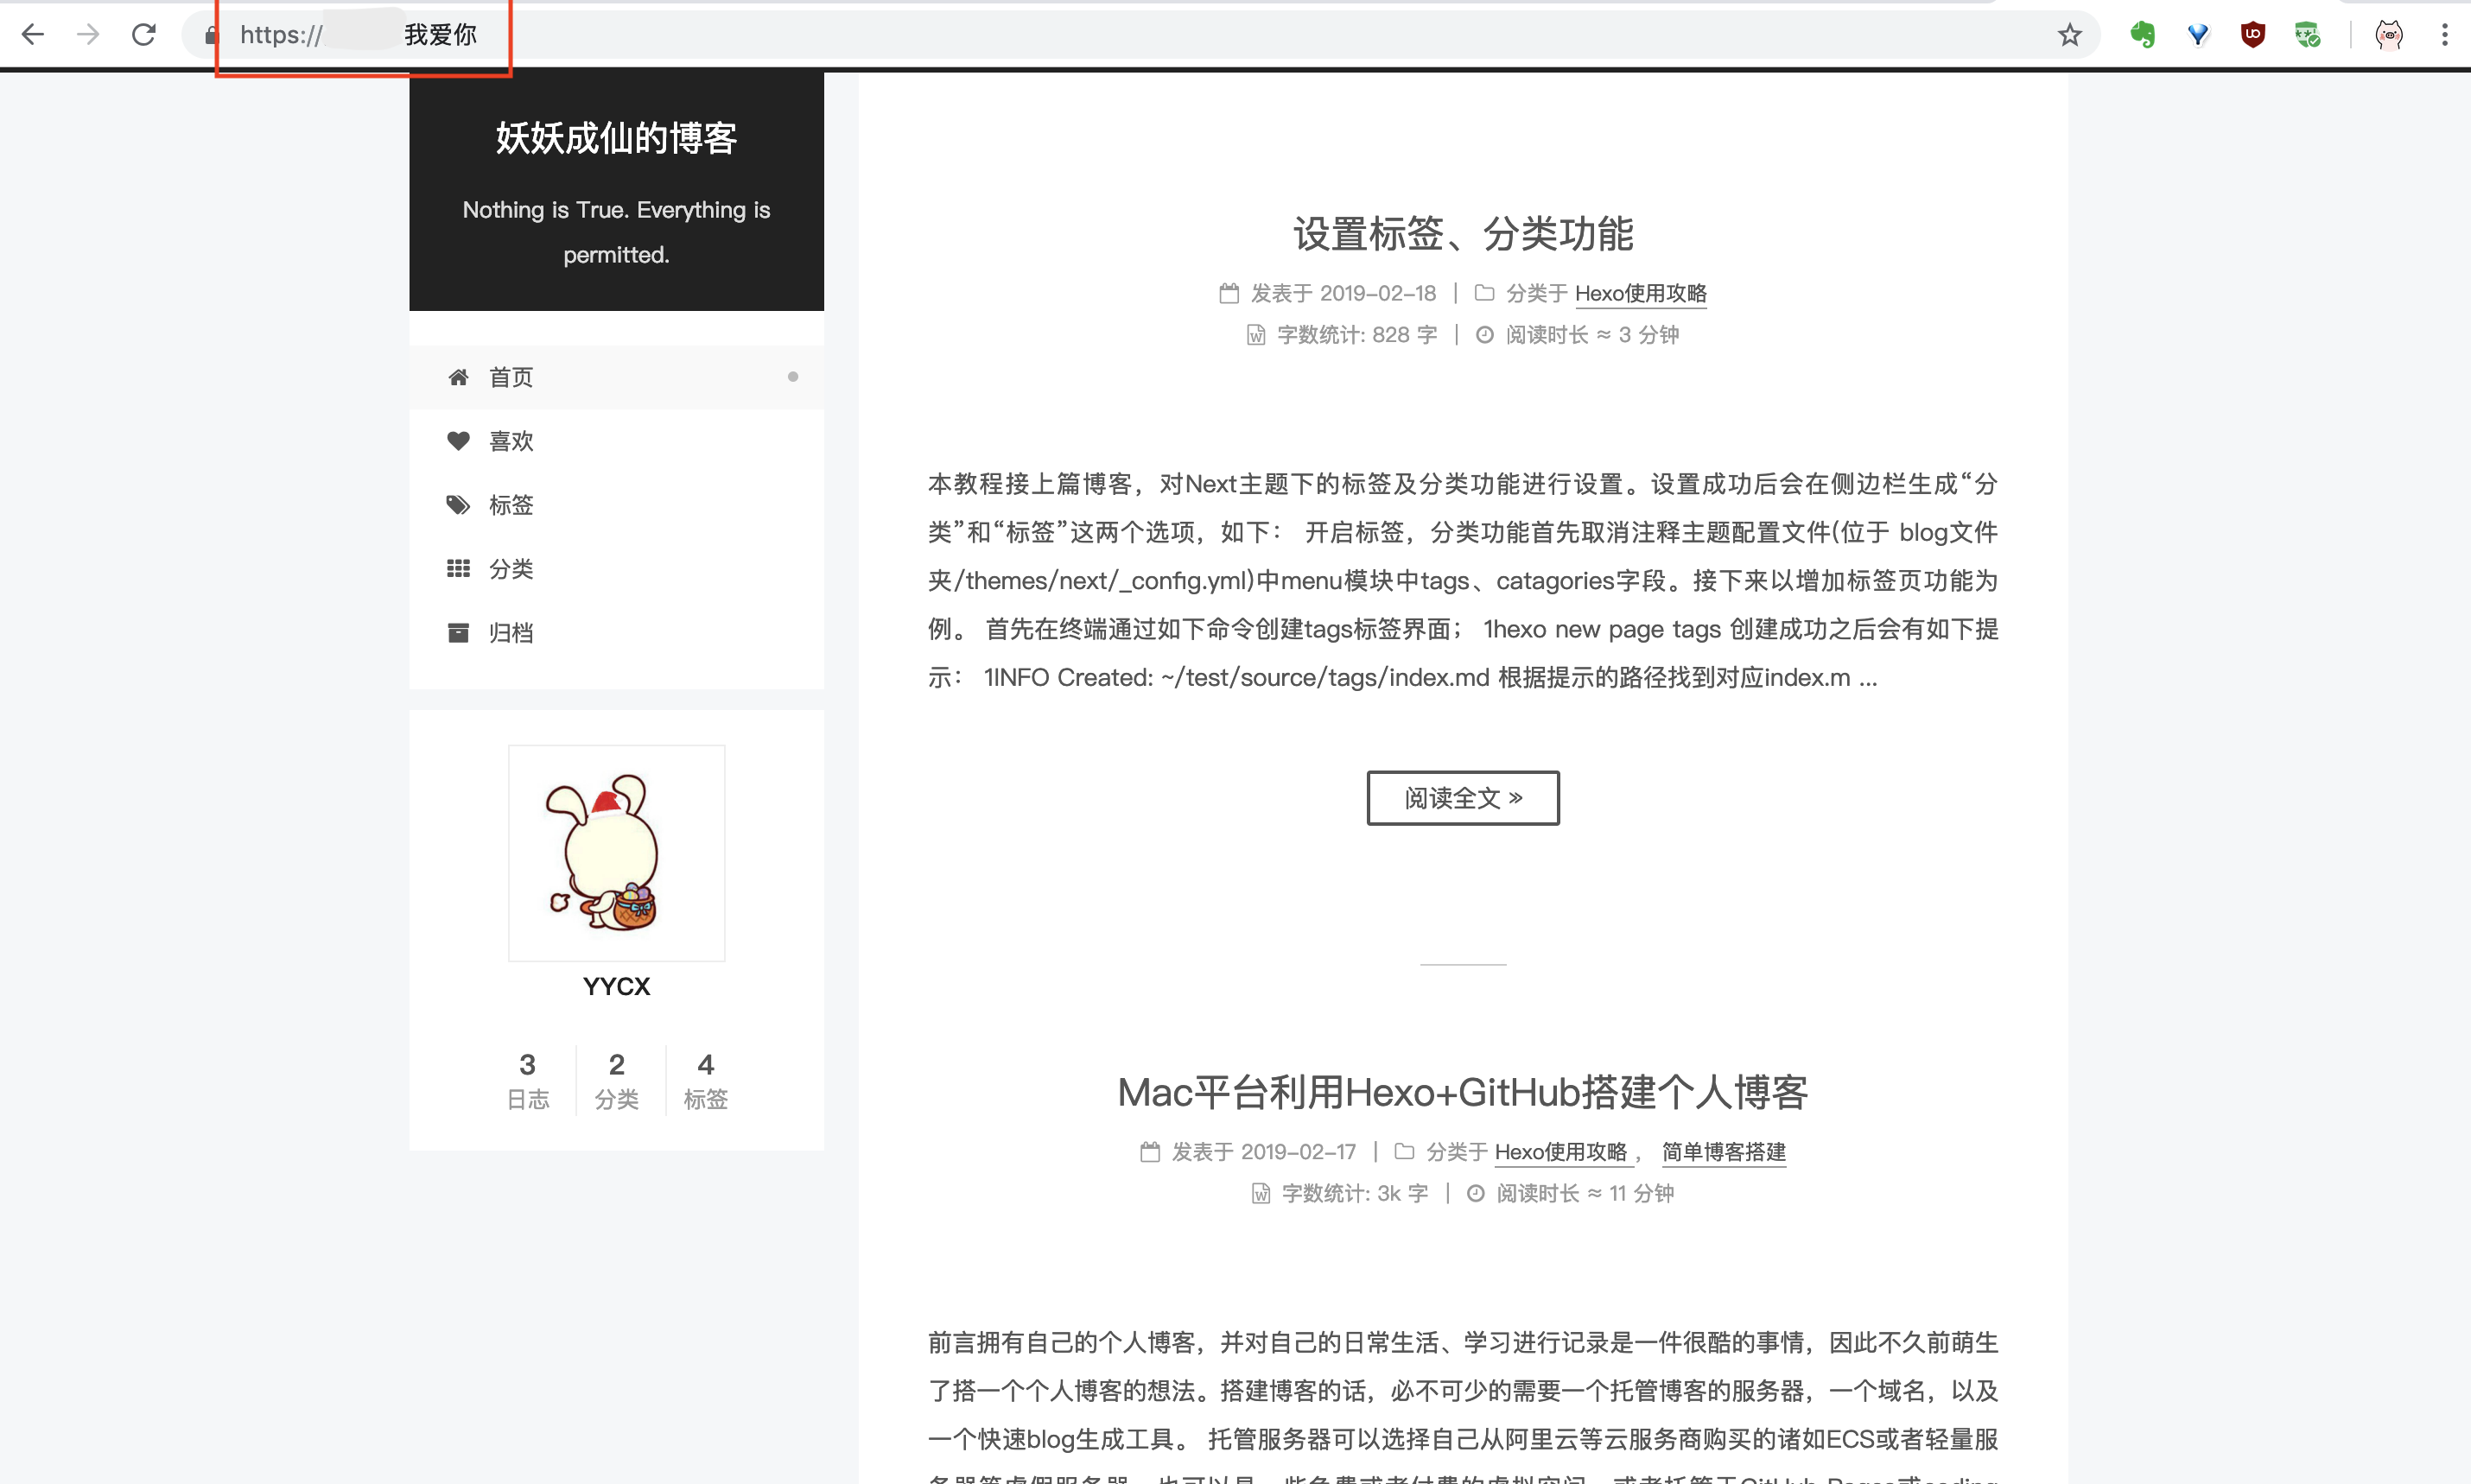 https:// 我爱你
妖妖成仙的博客
Nothing is True. Everything is
permitted.
首页
喜欢
标签
分类
归档
YYCX
3 2 4
日志 分类 标签
设置标签、分类功能
发表于 2019-02-18 | 分类于 Hexo使用攻略
字数统计: 828 字 | 阅读时长 ≈ 3 分钟
本教程接上篇博客，对Next主题下的标签及分类功能进行设置。设置成功后会在侧边栏生成“分
类”和“标签”这两个选项，如下： 开启标签，分类功能首先取消注释主题配置文件(位于 blog文件
夹/themes/next/_config.yml)中menu模块中tags、catagories字段。接下来以增加标签页功能为
例。 首先在终端通过如下命令创建tags标签界面； 1hexo new page tags 创建成功之后会有如下提
示： 1INFO Created: ~/test/source/tags/index.md 根据提示的路径找到对应index.m ...
阅读全文 »
Mac平台利用Hexo+GitHub搭建个人博客
发表于 2019-02-17 | 分类于 Hexo使用攻略 ， 简单博客搭建
字数统计: 3k 字 | 阅读时长 ≈ 11 分钟
前言拥有自己的个人博客，并对自己的日常生活、学习进行记录是一件很酷的事情，因此不久前萌生
了搭一个个人博客的想法。搭建博客的话，必不可少的需要一个托管博客的服务器，一个域名，以及
一个快速blog生成工具。 托管服务器可以选择自己从阿里云等云服务商购买的诸如ECS或者轻量服